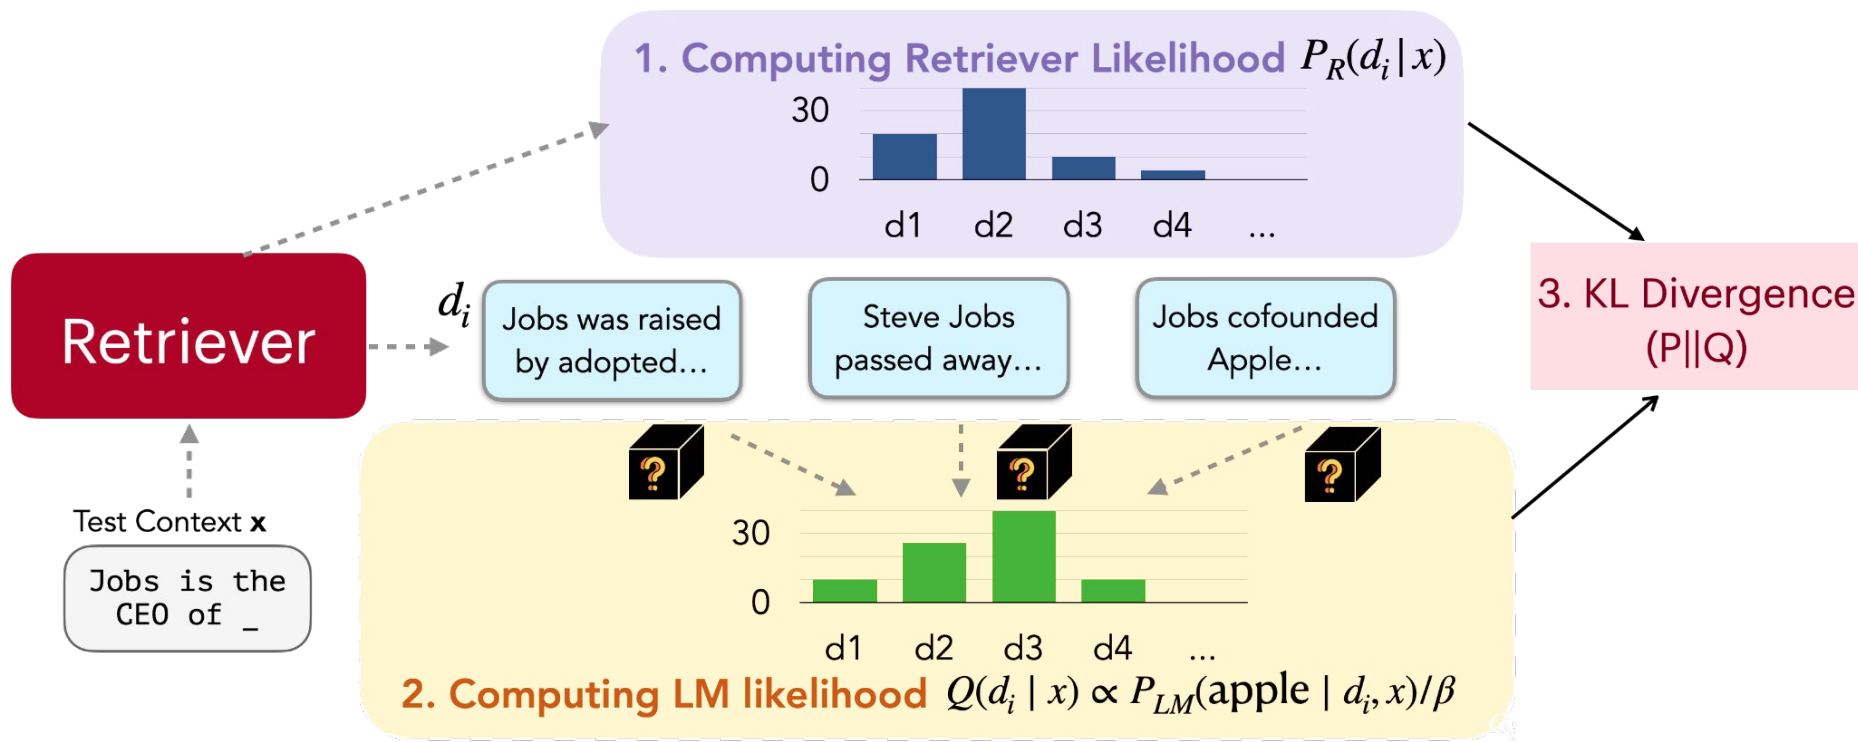 1. Computing Retriever Likelihood P_R(d_i | x)
30
0
d1 d2 d3 d4 ...
Retriever
d_i
Jobs was raised
by adopted...
Steve Jobs
passed away...
Jobs cofounded
Apple...
3. KL Divergence
(P||Q)
Test Context x
Jobs is the
CEO of _
? ? ?
30
0
d1 d2 d3 d4 ...
2. Computing LM likelihood Q(d_i | x) ∝ P_LM(apple | d_i, x)/β